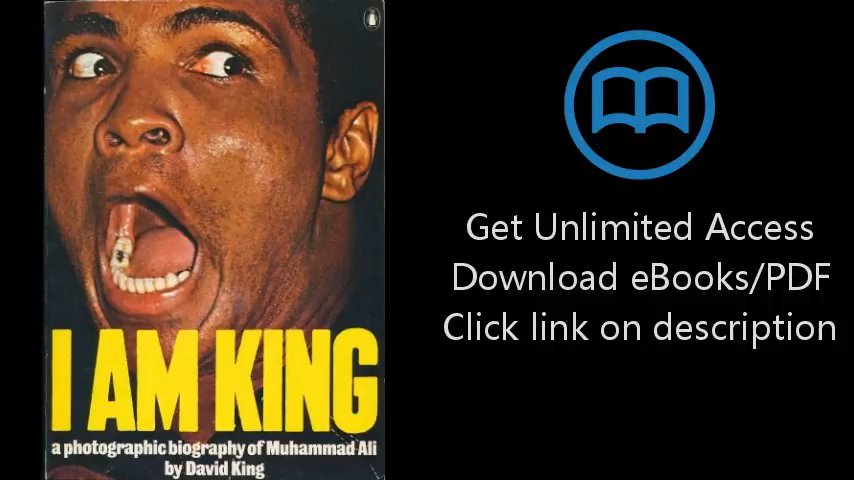 I AM KING
a photographic biography of Muhammad Ali
by David King
Get Unlimited Access
Download eBooks/PDF
Click link on description